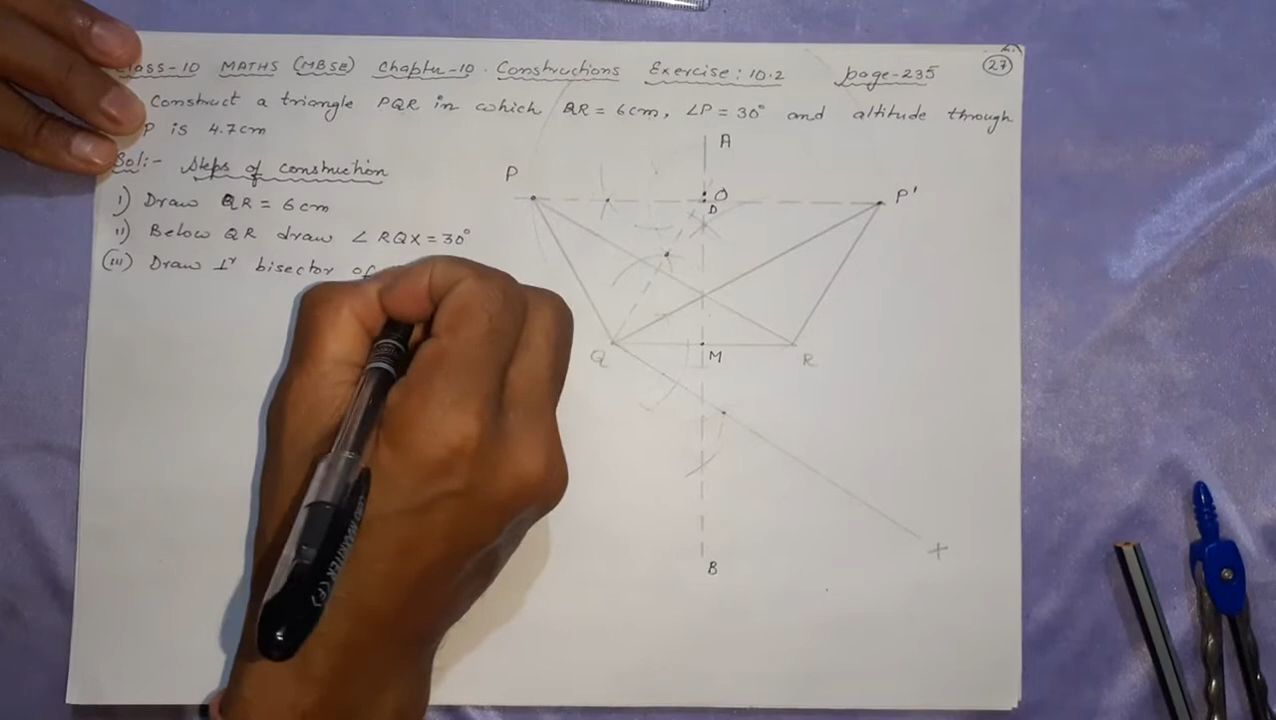 Class-10 MATHS (MBSE) Chapter-10. Constructions Exercise: 10.2 page-235 (27)
Construct a triangle PQR in which QR = 6cm, ∠P = 30° and altitude through
P is 4.7cm
Sol:- Steps of construction
i) Draw QR = 6cm
ii) Below QR draw ∠RQX = 30°
(iii) Draw ⊥r bisector of
A
P
O
D
P'
Q
M
R
X
B